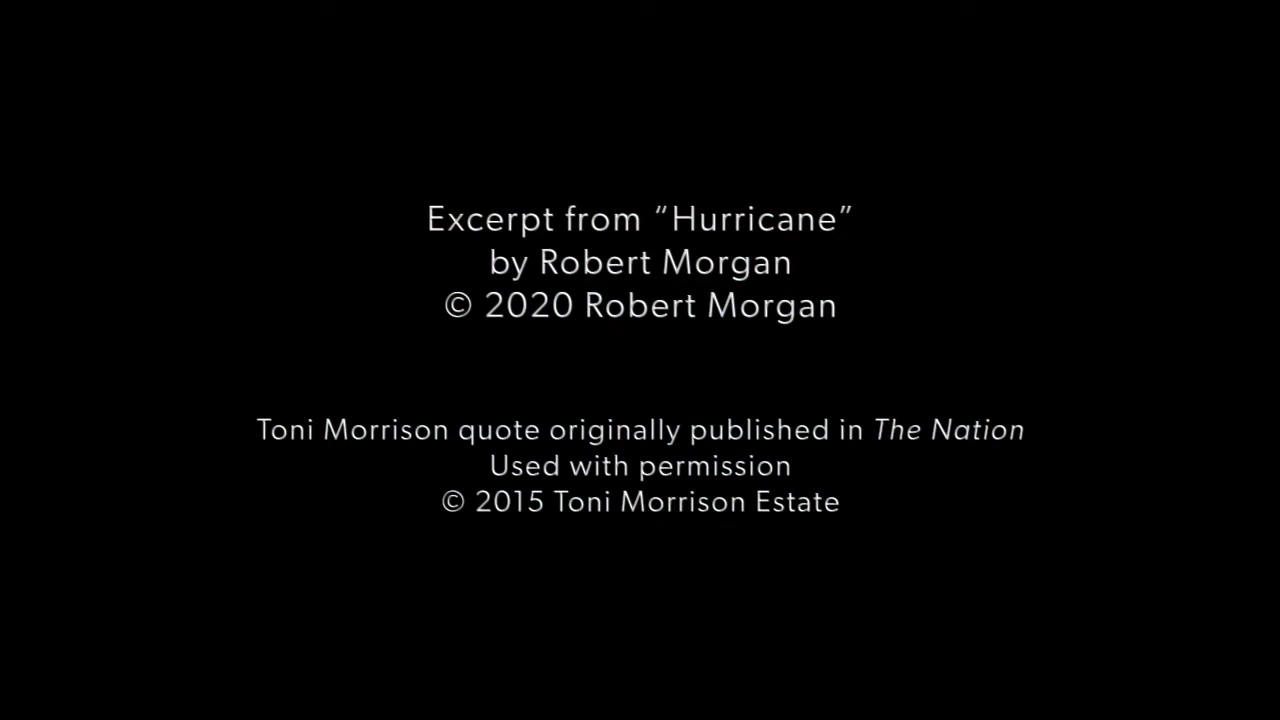 Excerpt from “Hurricane”
by Robert Morgan
© 2020 Robert Morgan
Toni Morrison quote originally published in The Nation
Used with permission
© 2015 Toni Morrison Estate